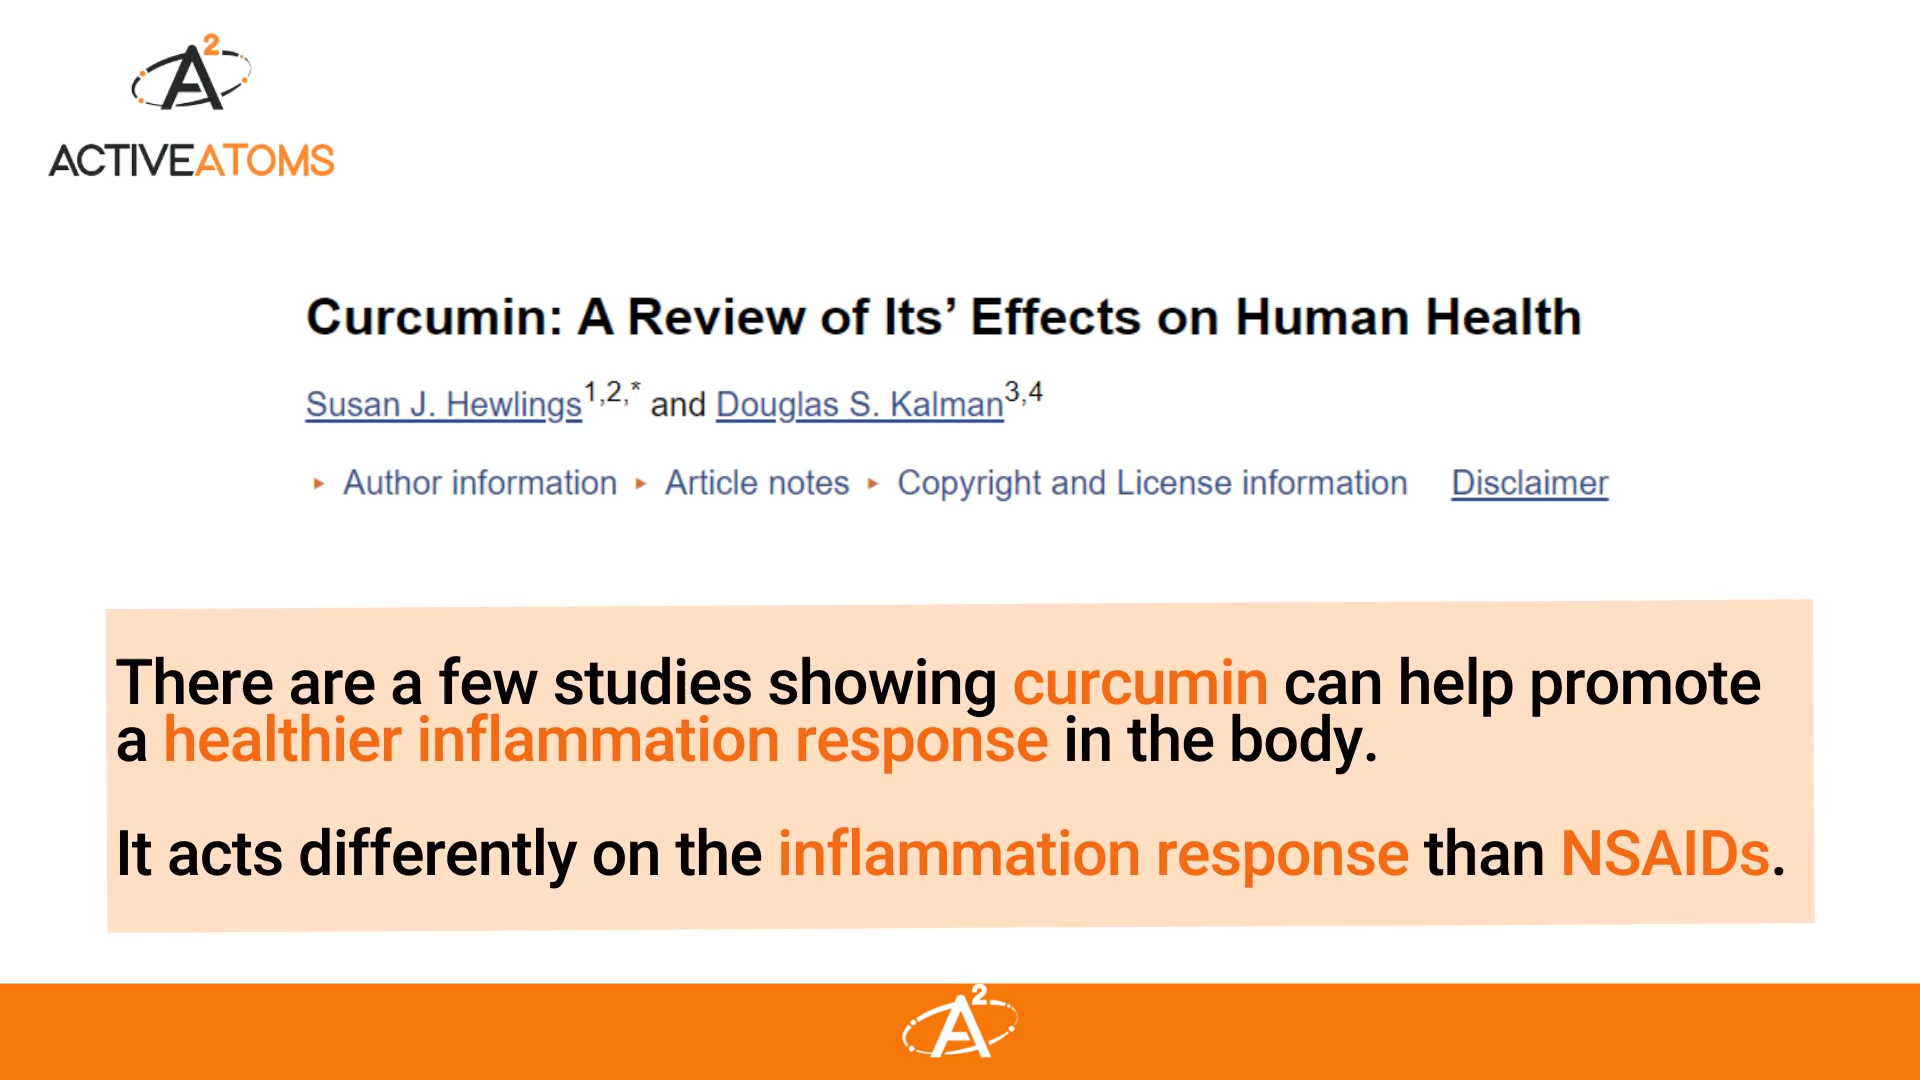 A2
ACTIVEATOMS
Curcumin: A Review of Its’ Effects on Human Health
Susan J. Hewlings1,2,* and Douglas S. Kalman3,4
▸ Author information ▸ Article notes ▸ Copyright and License information Disclaimer
There are a few studies showing curcumin can help promote
a healthier inflammation response in the body.
It acts differently on the inflammation response than NSAIDs.
A2